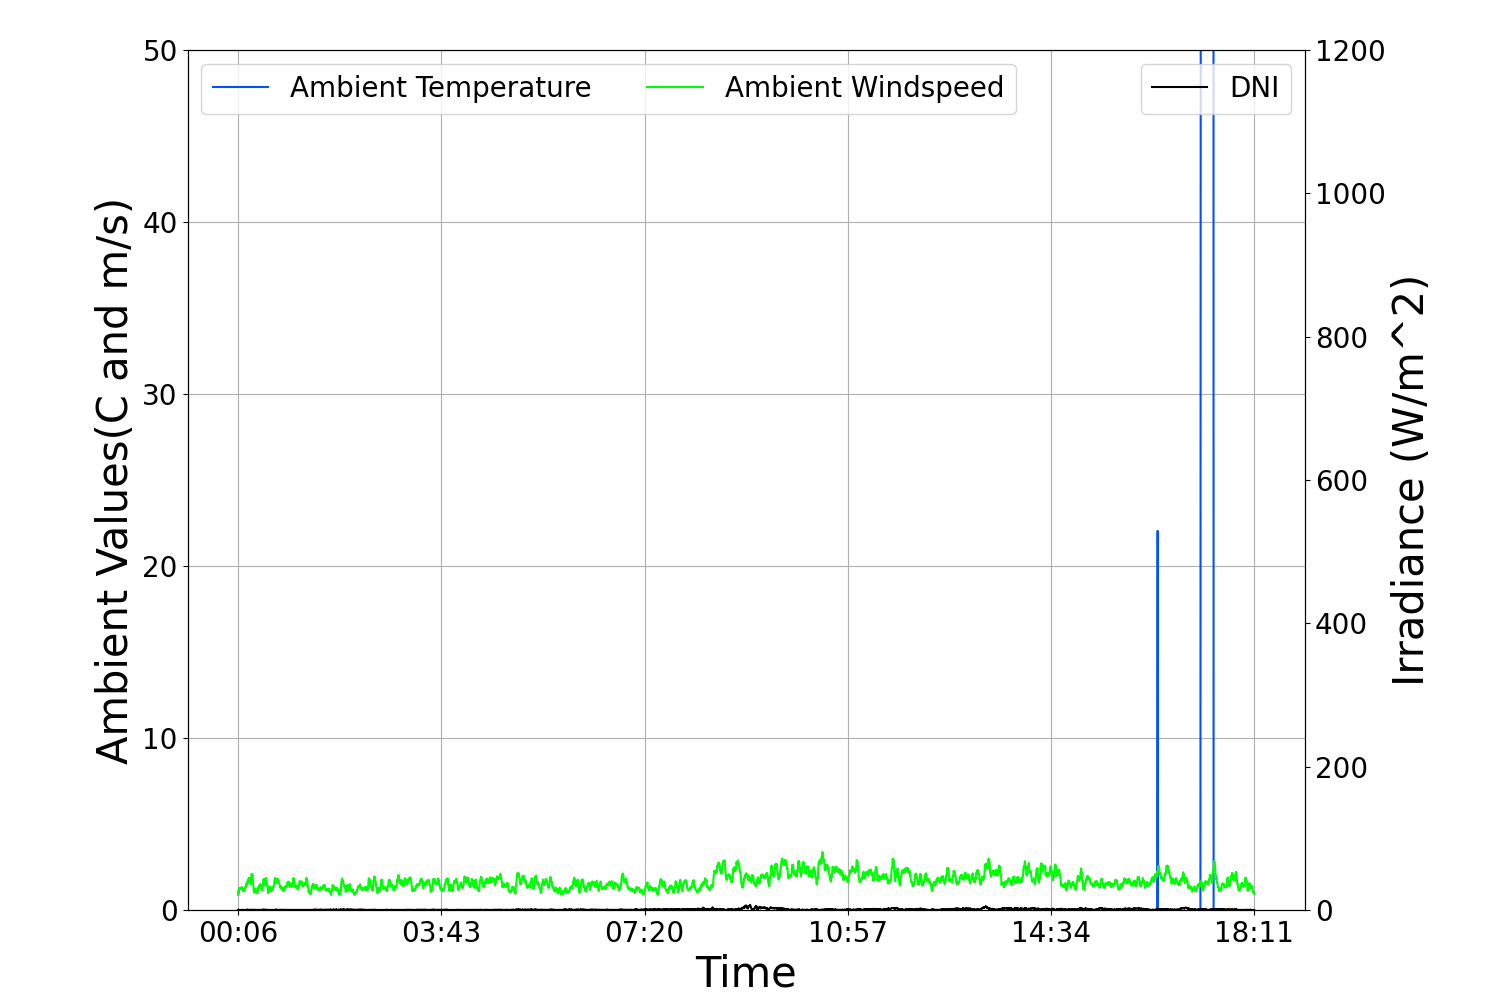 Ambient Temperature
Ambient Windspeed
DNI
50
40
30
20
10
0
Ambient Values(C and m/s)
1200
1000
800
600
400
200
0
Irradiance (W/m^2)
00:06 03:43 07:20 10:57 14:34 18:11
Time